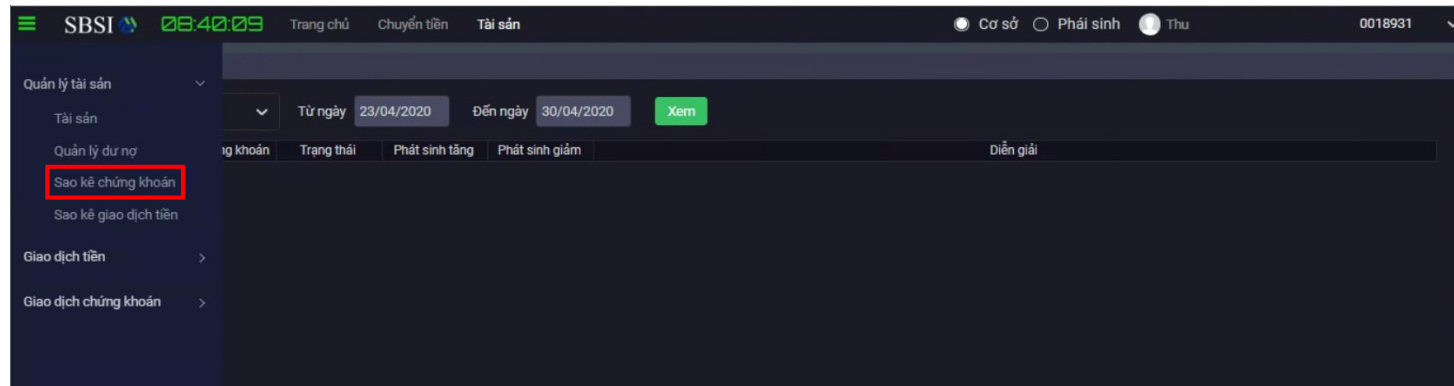 SBSI 08:40:09 Trang chủ Chuyển tiền Tài sản Cơ sở Phái sinh Thu 0018931
Quản lý tài sản
Tài sản
Từ ngày 23/04/2020 Đến ngày 30/04/2020 Xem
Quản lý dư nợ
khoán Trạng thái Phát sinh tăng Phát sinh giảm Diễn giải
Sao kê chứng khoán
Sao kê giao dịch tiền
Giao dịch tiền
Giao dịch chứng khoán